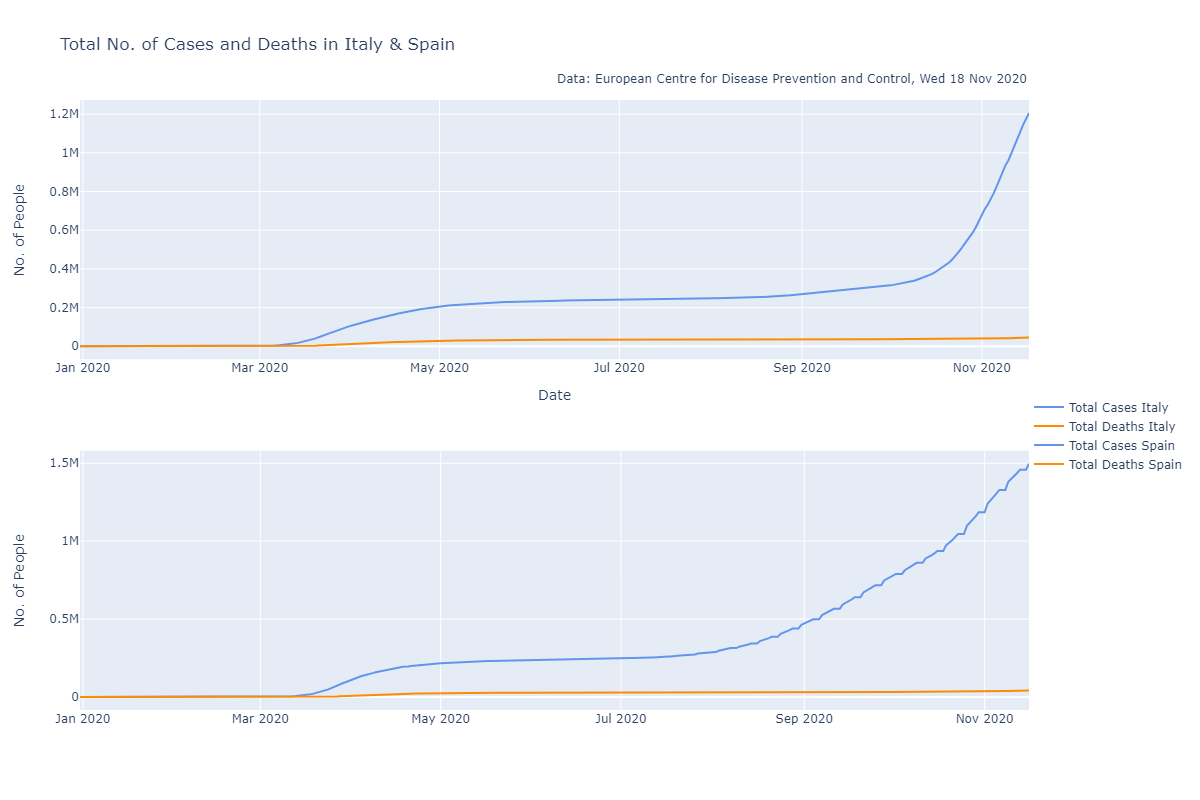 Total No. of Cases and Deaths in Italy & Spain
Data: European Centre for Disease Prevention and Control, Wed 18 Nov 2020
1.2M
1M
0.8M
0.6M
0.4M
0.2M
0
No. of People
Jan 2020 Mar 2020 May 2020 Jul 2020 Sep 2020 Nov 2020
Date
Total Cases Italy
Total Deaths Italy
Total Cases Spain
Total Deaths Spain
1.5M
1M
0.5M
0
No. of People
Jan 2020 Mar 2020 May 2020 Jul 2020 Sep 2020 Nov 2020